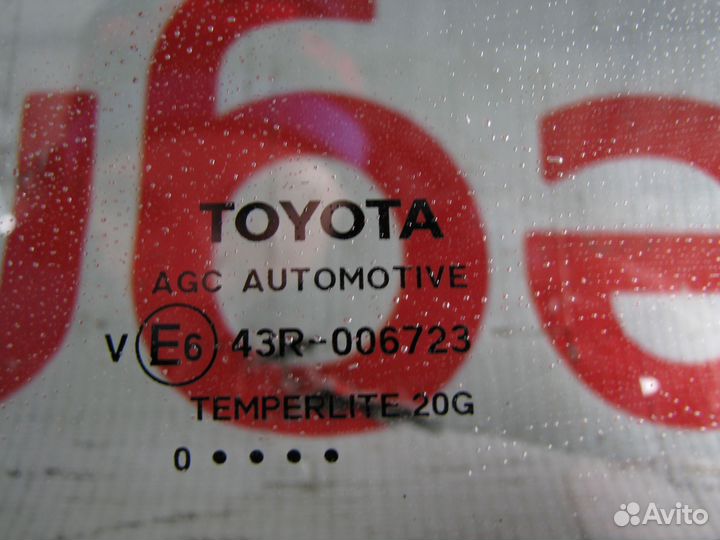 TOYOTA
AGC AUTOMOTIVE
V E6 43R-006723
TEMPERLITE 20G
0 • • • •
Avito